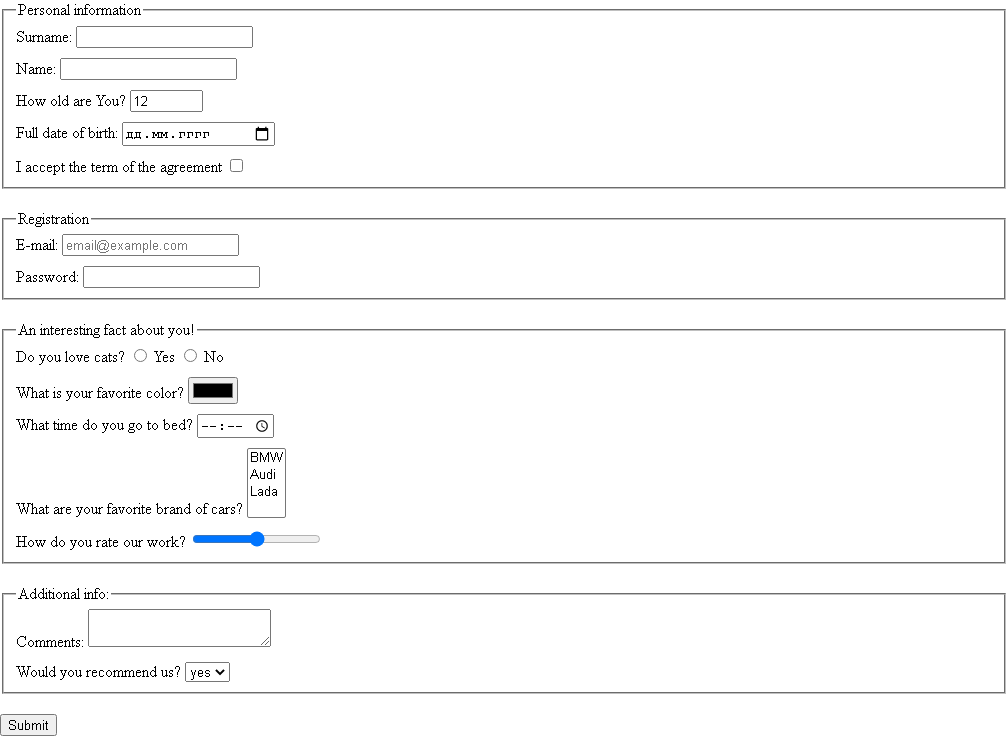 Personal information
Surname:
Name:
How old are You? 12
Full date of birth: дд.мм.гггг
I accept the term of the agreement
Registration
E-mail: email@example.com
Password:
An interesting fact about you!
Do you love cats? Yes No
What is your favorite color?
What time do you go to bed? --:--
BMW
Audi
Lada
What are your favorite brand of cars?
How do you rate our work?
Additional info:
Comments:
Would you recommend us? yes
Submit